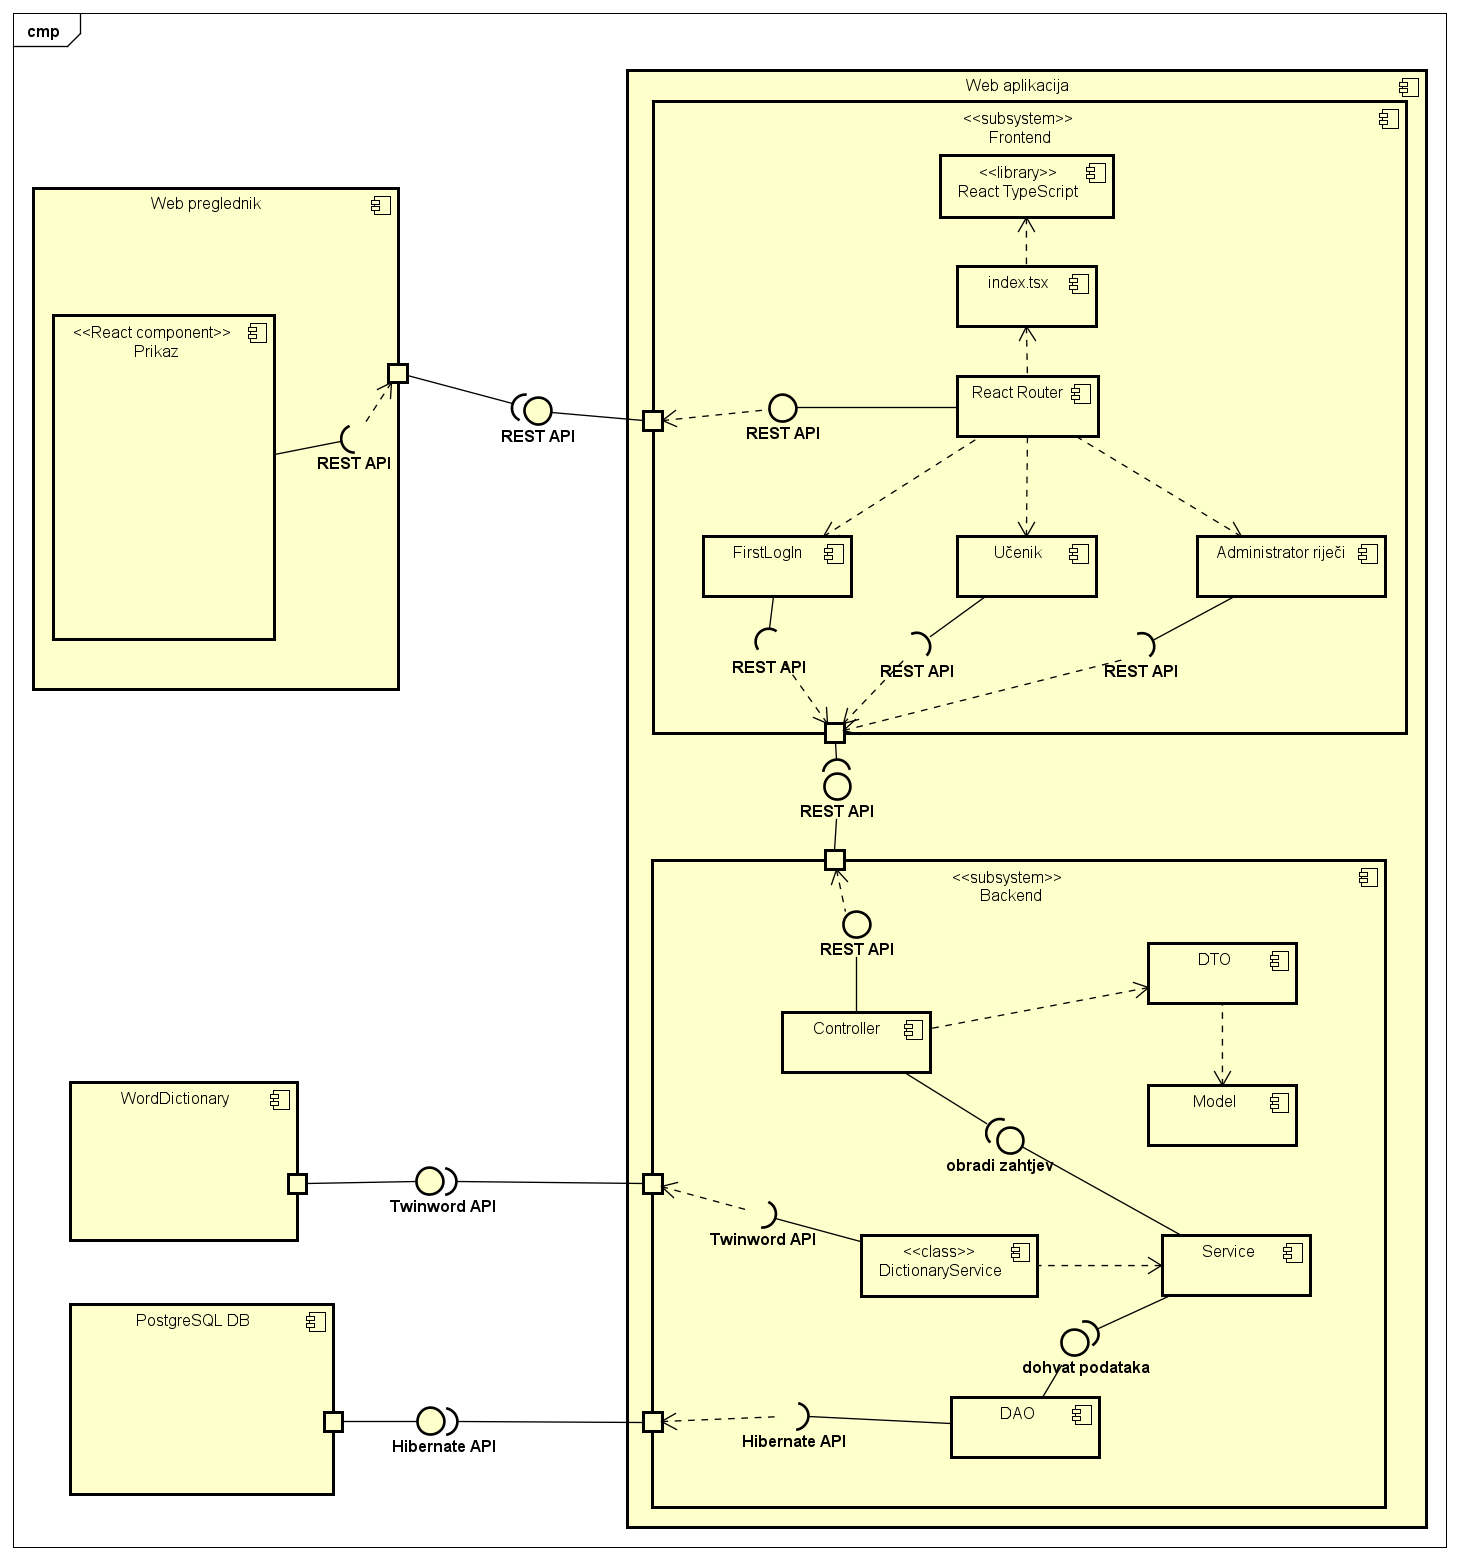 cmp
Web aplikacija
<<subsystem>>
Frontend
<<library>>
React TypeScript
index.tsx
Web preglednik
<<React component>>
Prikaz
REST API
REST API
React Router
REST API
FirstLogIn
Učenik
Administrator riječi
REST API
REST API
REST API
REST API
<<subsystem>>
Backend
REST API
DTO
Controller
Model
WordDictionary
obradi zahtjev
Twinword API
Twinword API
<<class>>
DictionaryService
Service
PostgreSQL DB
dohvat podataka
DAO
Hibernate API
Hibernate API